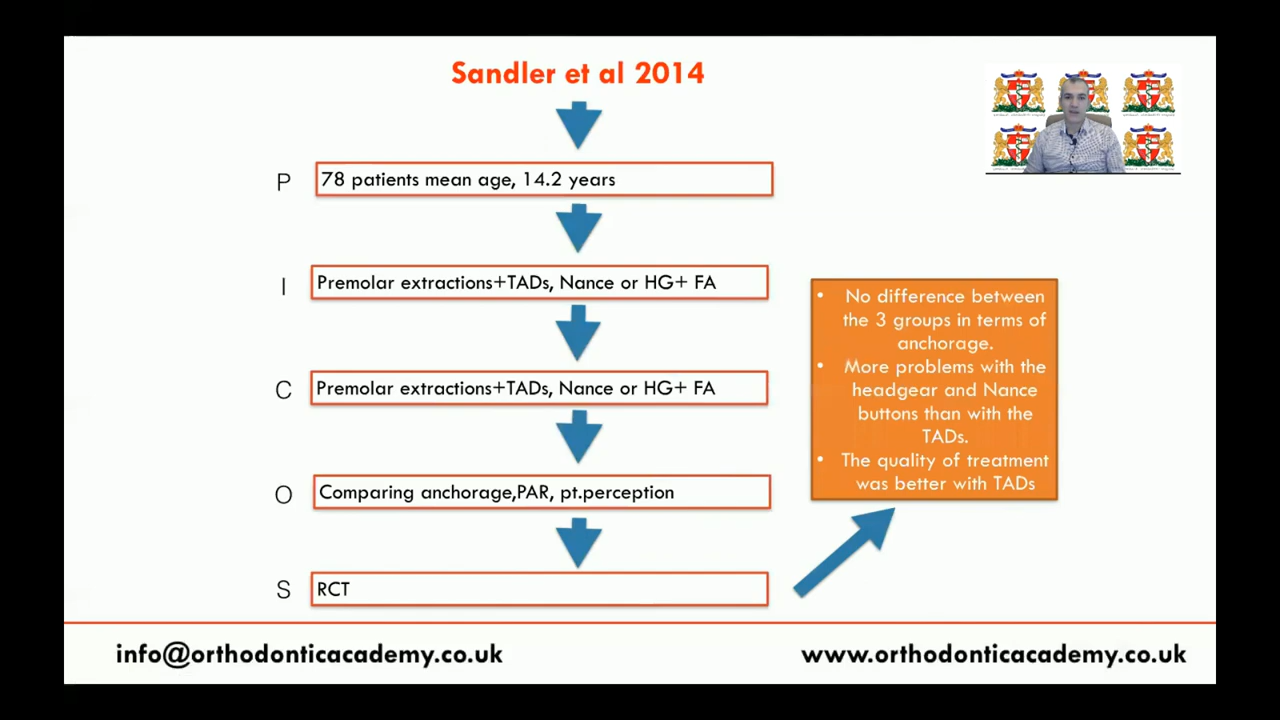 Sandler et al 2014
P
78 patients mean age, 14.2 years
I
Premolar extractions+TADs, Nance or HG+ FA
C
Premolar extractions+TADs, Nance or HG+ FA
O
Comparing anchorage,PAR, pt.perception
S
RCT
• No difference between
the 3 groups in terms of
anchorage.
• More problems with the
headgear and Nance
buttons than with the
TADs.
• The quality of treatment
was better with TADs
info@orthodonticacademy.co.uk
www.orthodonticacademy.co.uk